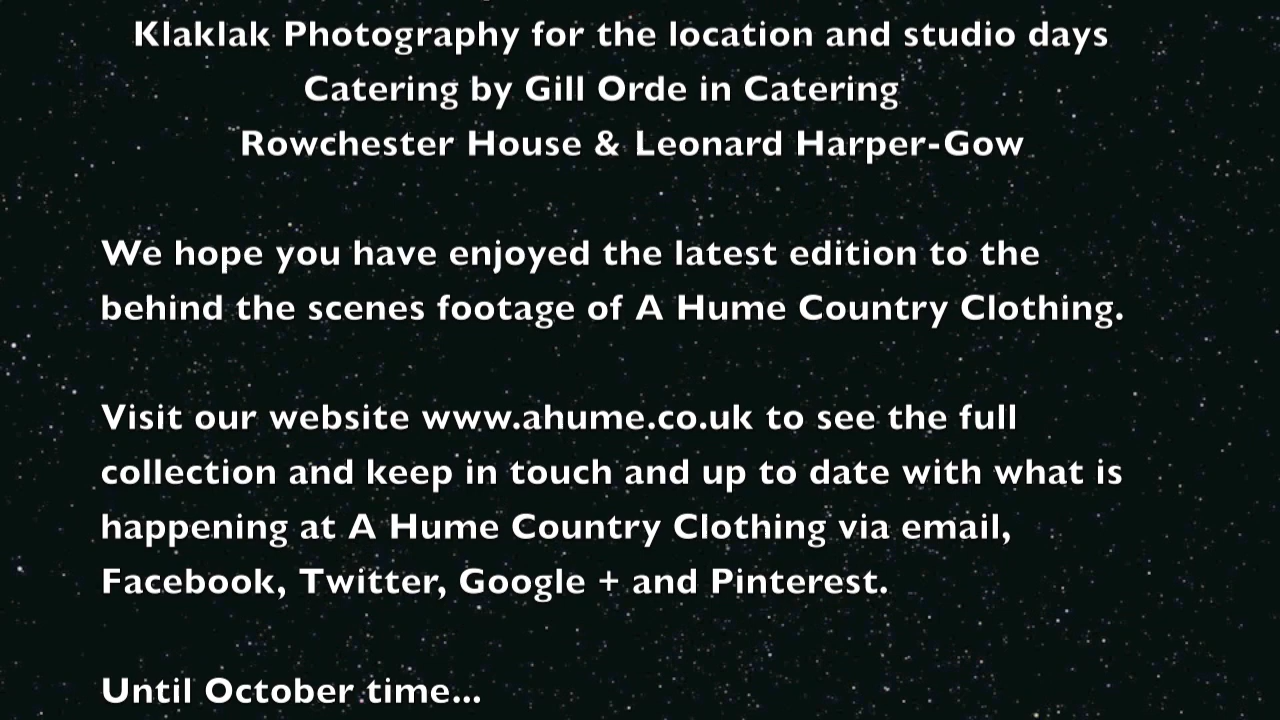 Klaklak Photography for the location and studio days
Catering by Gill Orde in Catering
Rowchester House & Leonard Harper-Gow
We hope you have enjoyed the latest edition to the
behind the scenes footage of A Hume Country Clothing.
Visit our website www.ahume.co.uk to see the full
collection and keep in touch and up to date with what is
happening at A Hume Country Clothing via email,
Facebook, Twitter, Google + and Pinterest.
Until October time...